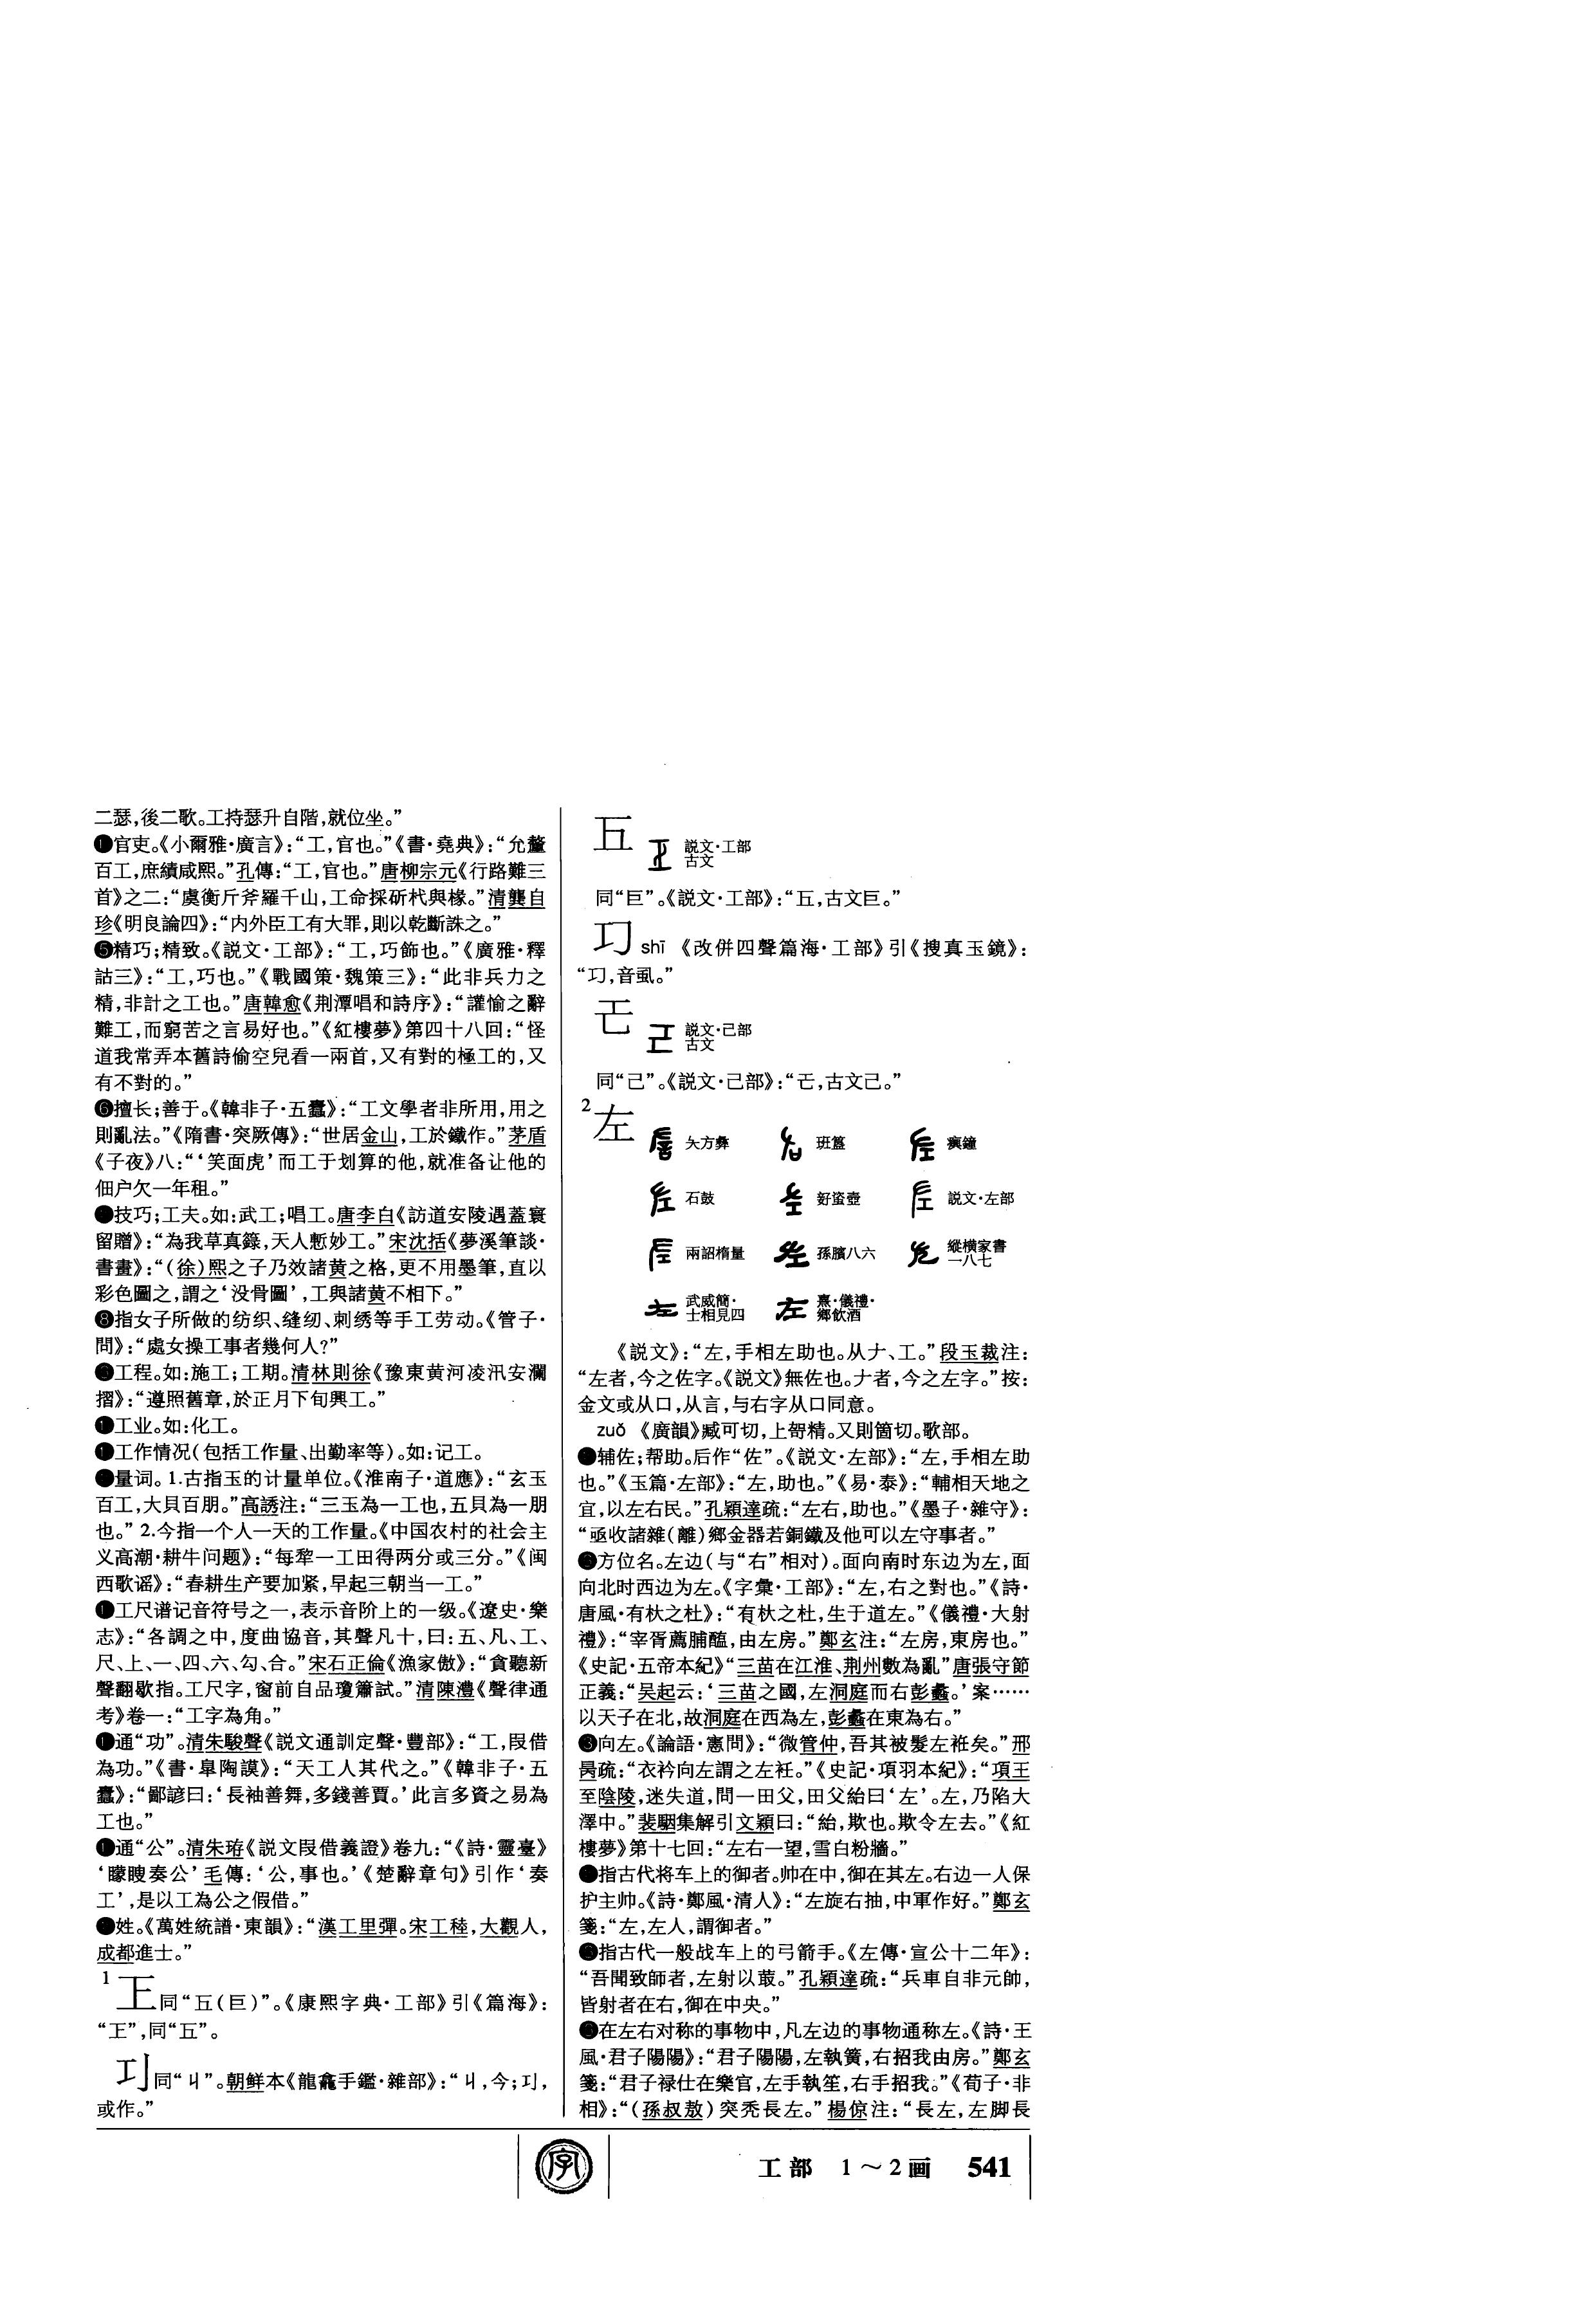 二瑟,後二歌。工持瑟升自階,就位坐。”
官吏。《小爾雅·廣言》:“工,官也。”《書·堯典》:“允釐
百工,庶績咸熙。”孔傳:“工,官也。”唐柳宗元《行路難三
首》之二:“虞衡斤斧羅千山,工命採斫杙與椽。”清龔自
珍《明良論四》:“内外臣工有大罪,則以乾斷誅之。”
❺精巧;精致。《説文·工部》:“工,巧飾也。”《廣雅·釋
詁三》:“工,巧也。”《戰國策·魏策三》:“此非兵力之
精,非計之工也。”唐韓愈《荆潭唱和詩序》:“讙愉之辭
難工,而窮苦之言易好也。”《紅樓夢》第四十八回:“怪
道我常弄本舊詩偷空兒看一兩首,又有對的極工的,又
有不對的。”
❻擅长;善于。《韓非子·五蠹》:“工文學者非所用,用之
則亂法。”《隋書·突厥傳》:“世居金山,工於鐵作。”茅盾
《子夜》八:“‘笑面虎’而工于划算的他,就准备让他的
佃户欠一年租。”
技巧;工夫。如:武工;唱工。唐李白《訪道安陵遇蓋寰
留贈》:“為我草真籙,天人慙妙工。”宋沈括《夢溪筆談·
書畫》:“(徐)熙之子乃效諸黄之格,更不用墨筆,直以
彩色圖之,謂之‘没骨圖’,工與諸黄不相下。”
❽指女子所做的纺织、缝纫、刺绣等手工劳动。《管子·
問》:“處女操工事者幾何人?”
工程。如:施工;工期。清林則徐《豫東黄河凌汛安瀾
摺》:“遵照舊章,於正月下旬興工。”
工业。如:化工。
工作情况(包括工作量、出勤率等)。如:记工。
量词。1.古指玉的计量单位。《淮南子·道應》:“玄玉
百工,大貝百朋。”高誘注:“三玉為一工也,五貝為一朋
也。”2.今指一个人一天的工作量。《中国农村的社会主
义高潮·耕牛问题》:“每犂一工田得两分或三分。”《闽
西歌谣》:“春耕生产要加紧,早起三朝当一工。”
工尺谱记音符号之一,表示音阶上的一级。《遼史·樂
志》:“各調之中,度曲協音,其聲凡十,曰:五、凡、工、
尺、上、一、四、六、勾、合。”宋石正倫《漁家傲》:“貪聽新
聲翻歇指。工尺字,窗前自品瓊簫試。”清陳澧《聲律通
考》卷一:“工字為角。”
通“功”。清朱駿聲《説文通訓定聲·豐部》:“工,叚借
為功。”《書·皐陶謨》:“天工人其代之。”《韓非子·五
蠹》:“鄙諺曰:‘長袖善舞,多錢善賈。’此言多資之易為
工也。”
通“公”。清朱珔《説文叚借義證》卷九:“《詩·靈臺》
‘矇瞍奏公’毛傳:‘公,事也。’《楚辭章句》引作‘奏
工’,是以工為公之假借。”
姓。《萬姓統譜·東韻》:“漢工里彈。宋工稑,大觀人,
成都進士。”
1
同“𢀑(巨)”。《康熙字典·工部》引《篇海》:
同“丩”。朝鲜本《龍龕手鑑·雜部》:“丩,今;㓛,
或作。”
説文·工部
古文
同“巨”。《説文·工部》:“𢀑,古文巨。”
shī 《改併四聲篇海·工部》引《搜真玉鏡》:
説文·己部
古文
同“己”。《説文·己部》:“𢀒,古文己。”
2
左 夨方彝 班簋 𤼈鐘
石鼓 𧊒壺 説文·左部
兩詔橢量 孫臏八六 縱横家書
一八七
武威簡·
士相見四 熹·儀禮·
鄉飲酒
《説文》:“左,手相左助也。从𠂇、工。”段玉裁注:
“左者,今之佐字。《説文》無佐也。𠂇者,今之左字。”按:
金文或从口,从言,与右字从口同意。
zuǒ 《廣韻》臧可切,上哿精。又則箇切。歌部。
辅佐;帮助。后作“佐”。《説文·左部》:“左,手相左助
也。”《玉篇·左部》:“左,助也。”《易·泰》:“輔相天地之
宜,以左右民。”孔穎達疏:“左右,助也。”《墨子·雜守》:
“亟收諸雜(離)鄉金器若銅鐵及他可以左守事者。”
方位名。左边(与“右”相对)。面向南时东边为左,面
向北时西边为左。《字彙·工部》:“左,右之對也。”《詩·
唐風·有杕之杜》:“有杕之杜,生于道左。”《儀禮·大射
禮》:“宰胥薦脯醢,由左房。”鄭玄注:“左房,東房也。”
《史記·五帝本紀》“三苗在江淮、荆州數為亂”唐張守節
正義:“吴起云:‘三苗之國,左洞庭而右彭蠡。’案……
以天子在北,故洞庭在西為左,彭蠡在東為右。”
❸向左。《論語·憲問》:“微管仲,吾其被髮左袵矣。”邢
昺疏:“衣衿向左謂之左衽。”《史記·項羽本紀》:“項王
至陰陵,迷失道,問一田父,田父紿曰‘左’。左,乃陷大
澤中。”裴駰集解引文穎曰:“紿,欺也。欺令左去。”《紅
樓夢》第十七回:“左右一望,雪白粉牆。”
指古代将车上的御者。帅在中,御在其左。右边一人保
护主帅。《詩·鄭風·清人》:“左旋右抽,中軍作好。”鄭玄
箋:“左,左人,謂御者。”
指古代一般战车上的弓箭手。《左傳·宣公十二年》:
“吾聞致師者,左射以菆。”孔穎達疏:“兵車自非元帥,
皆射者在右,御在中央。”
在左右对称的事物中,凡左边的事物通称左。《詩·王
風·君子陽陽》:“君子陽陽,左執簧,右招我由房。”鄭玄
箋:“君子禄仕在樂官,左手執笙,右手招我。”《荀子·非
相》:“(孫叔敖)突秃長左。”楊倞注:“長左,左脚長
字
工部 1～2画 541